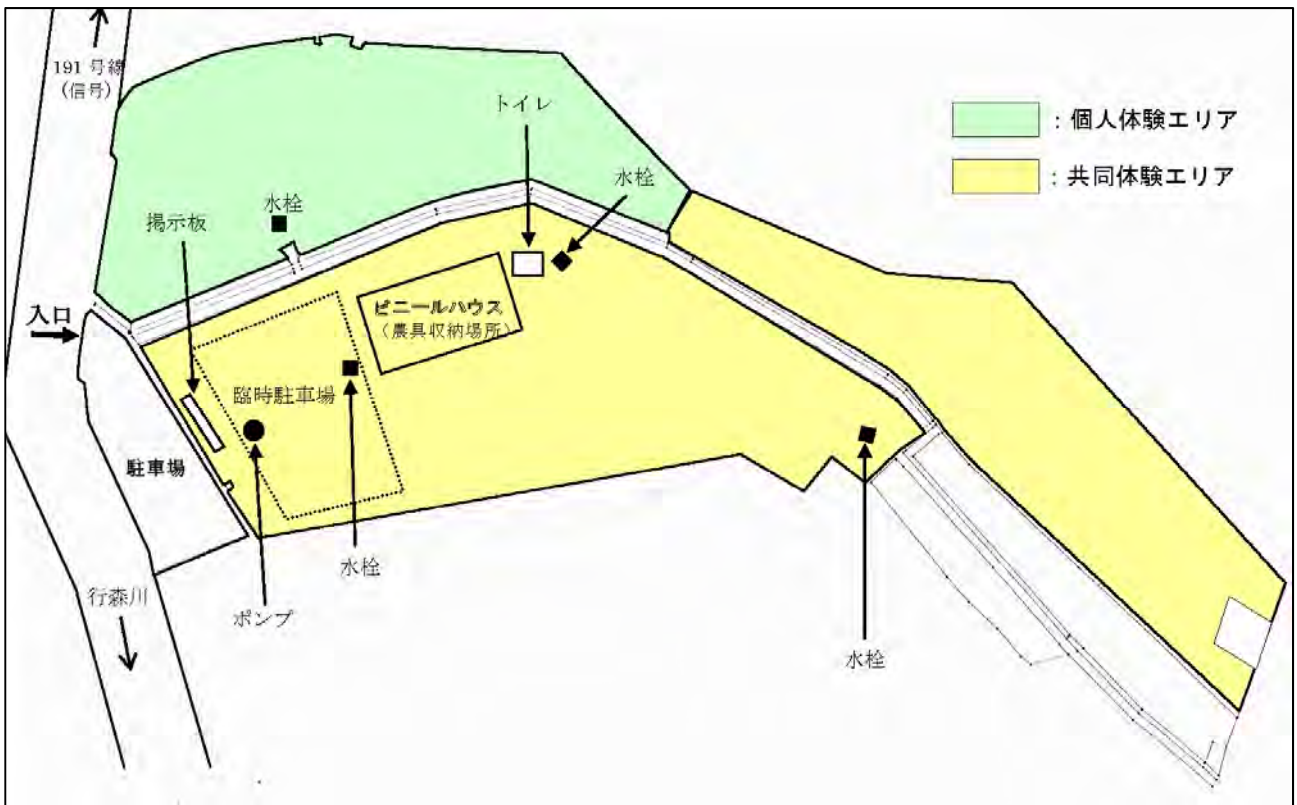 191号線
(信号)
トイレ
：個人体験エリア
水栓
：共同体験エリア
水栓
掲示板
入口
ビニールハウス
(農具収納場所)
臨時駐車場
駐車場
水栓
行森川
ポンプ
水栓